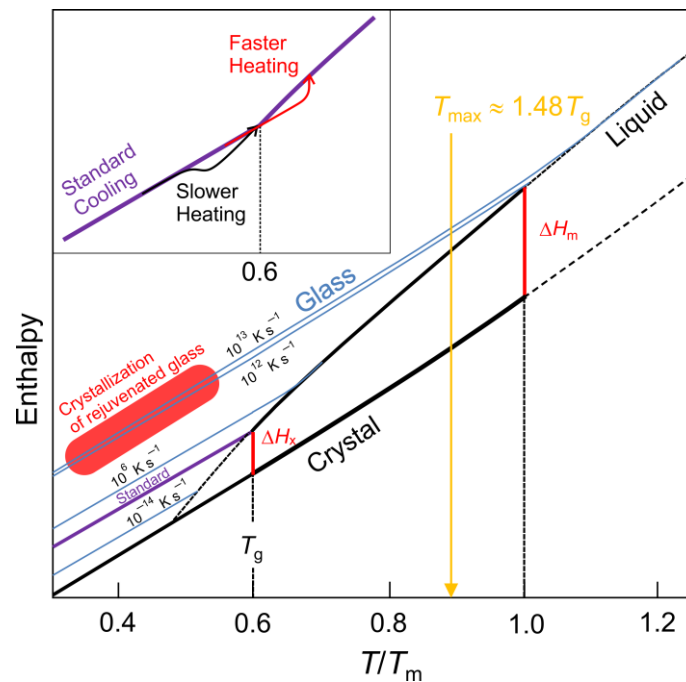 Faster
Heating
Standard
Cooling
Slower
Heating
0.6
T_max ≈ 1.48 T_g
Liquid
ΔH_m
Glass
10^13 K s^−1
10^12 K s^−1
Crystallization
of rejuvenated glass
10^6 K s^−1
Standard
10^−14 K s^−1
ΔH_x
Crystal
T_g
Enthalpy
0.4
0.6
0.8
1.0
1.2
T/T_m